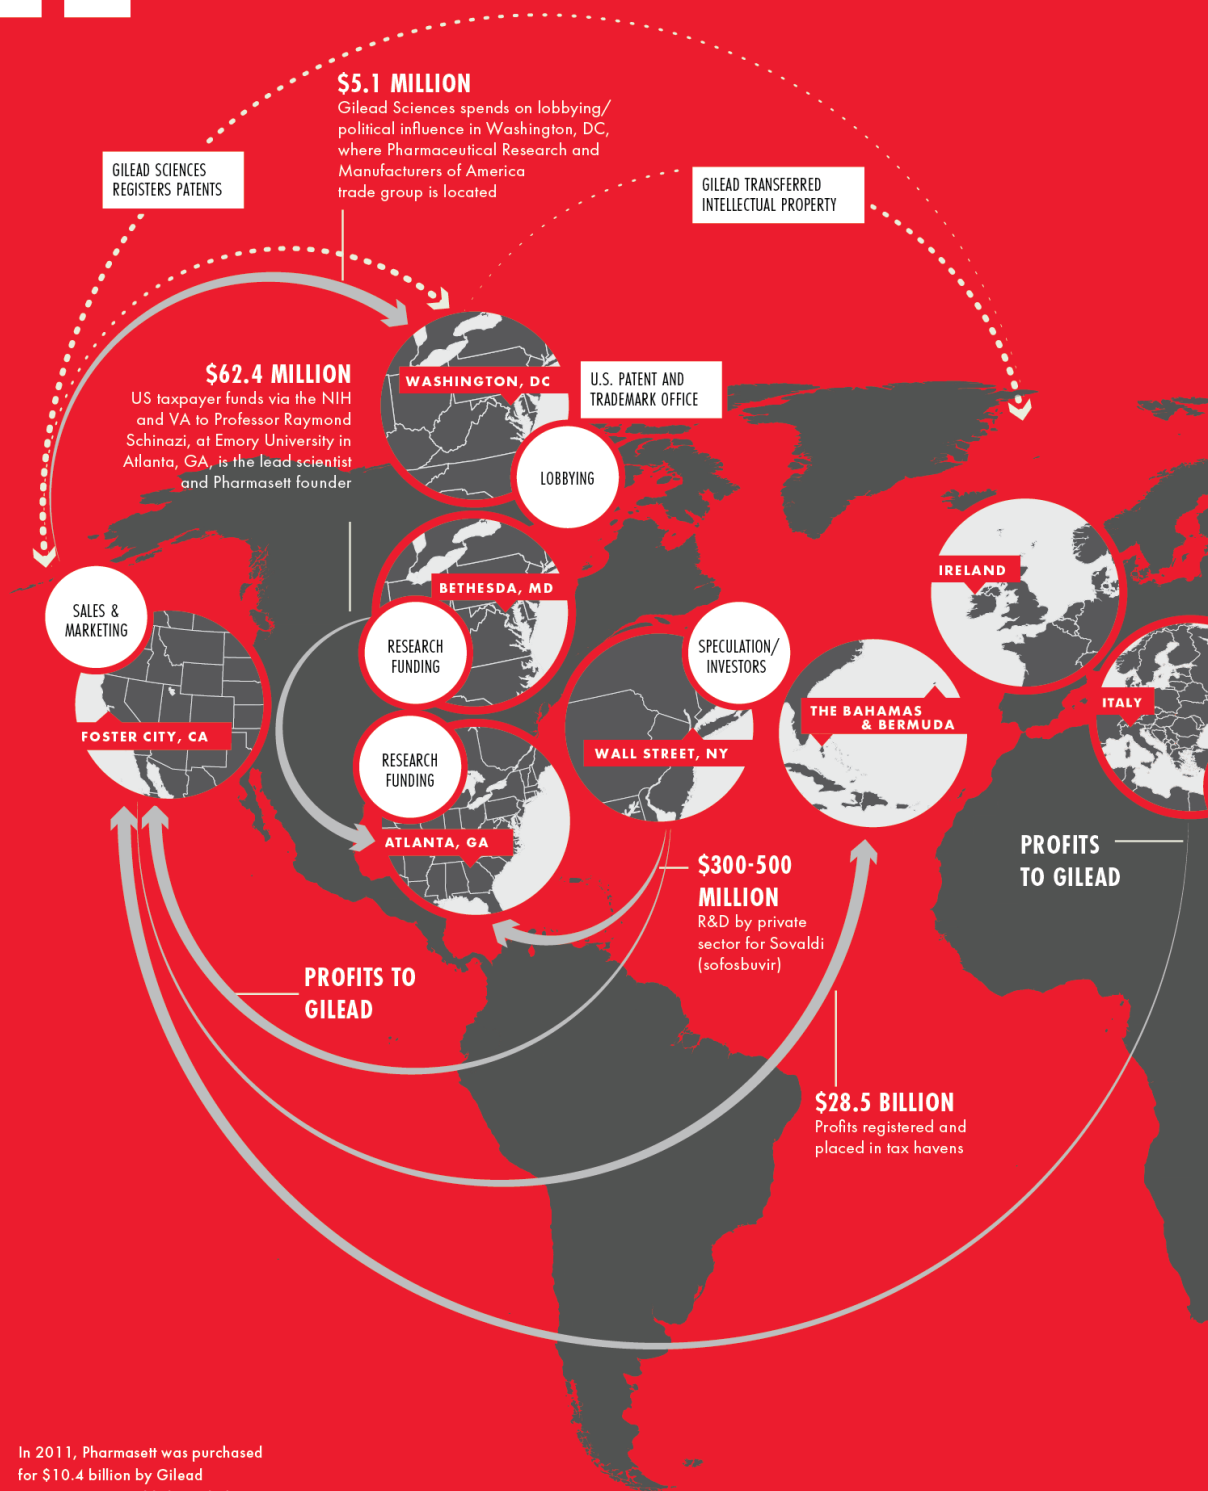 $5.1 MILLION
Gilead Sciences spends on lobbying/
political influence in Washington, DC,
where Pharmaceutical Research and
Manufacturers of America
trade group is located
GILEAD SCIENCES
REGISTERS PATENTS
GILEAD TRANSFERRED
INTELLECTUAL PROPERTY
$62.4 MILLION
US taxpayer funds via the NIH
and VA to Professor Raymond
Schinazi, at Emory University in
Atlanta, GA, is the lead scientist
and Pharmasett founder
WASHINGTON, DC
U.S. PATENT AND
TRADEMARK OFFICE
LOBBYING
IRELAND
BETHESDA, MD
SALES &
MARKETING
RESEARCH
FUNDING
SPECULATION/
INVESTORS
ITALY
THE BAHAMAS
& BERMUDA
FOSTER CITY, CA
WALL STREET, NY
RESEARCH
FUNDING
ATLANTA, GA
PROFITS
TO GILEAD
$300-500
MILLION
R&D by private
sector for Sovaldi
(sofosbuvir)
PROFITS TO
GILEAD
$28.5 BILLION
Profits registered and
placed in tax havens
In 2011, Pharmasett was purchased
for $10.4 billion by Gilead